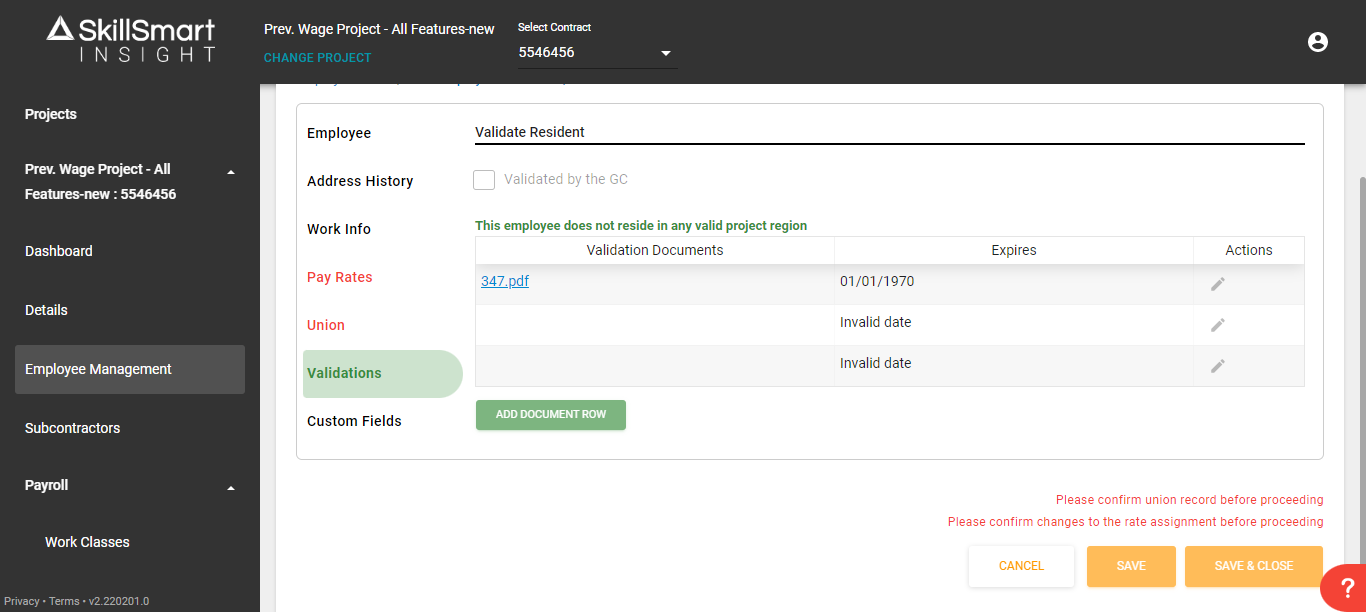 SkillSmart
INSIGHT
Prev. Wage Project - All Features-new
CHANGE PROJECT
Select Contract
5546456
Projects
Prev. Wage Project - All
Features-new : 5546456
Dashboard
Details
Employee Management
Subcontractors
Payroll
Work Classes
Privacy • Terms • v2.220201.0
Employee
Address History
Work Info
Pay Rates
Union
Validations
Custom Fields
Validate Resident
Validated by the GC
This employee does not reside in any valid project region
Validation Documents Expires Actions
347.pdf 01/01/1970
Invalid date
Invalid date
ADD DOCUMENT ROW
Please confirm union record before proceeding
Please confirm changes to the rate assignment before proceeding
CANCEL SAVE SAVE & CLOSE
?